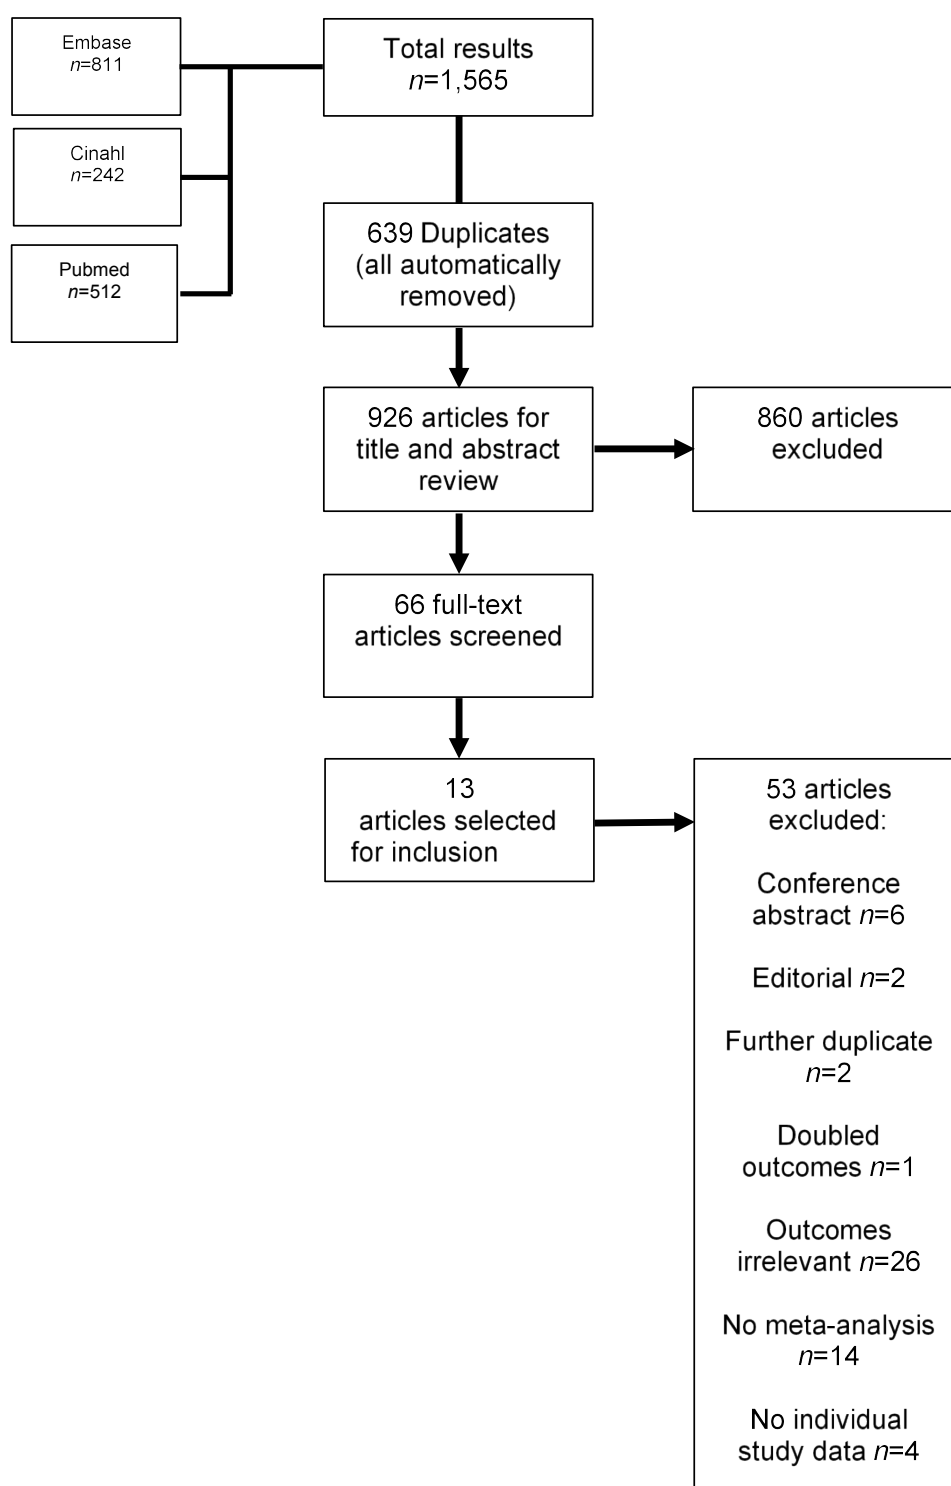 Embase
n=811
Cinahl
n=242
Pubmed
n=512
Total results
n=1,565
639 Duplicates
(all automatically
removed)
926 articles for
title and abstract
review
860 articles
excluded
66 full-text
articles screened
13
articles selected
for inclusion
53 articles
excluded:
Conference
abstract n=6
Editorial n=2
Further duplicate
n=2
Doubled
outcomes n=1
Outcomes
irrelevant n=26
No meta-analysis
n=14
No individual
study data n=4